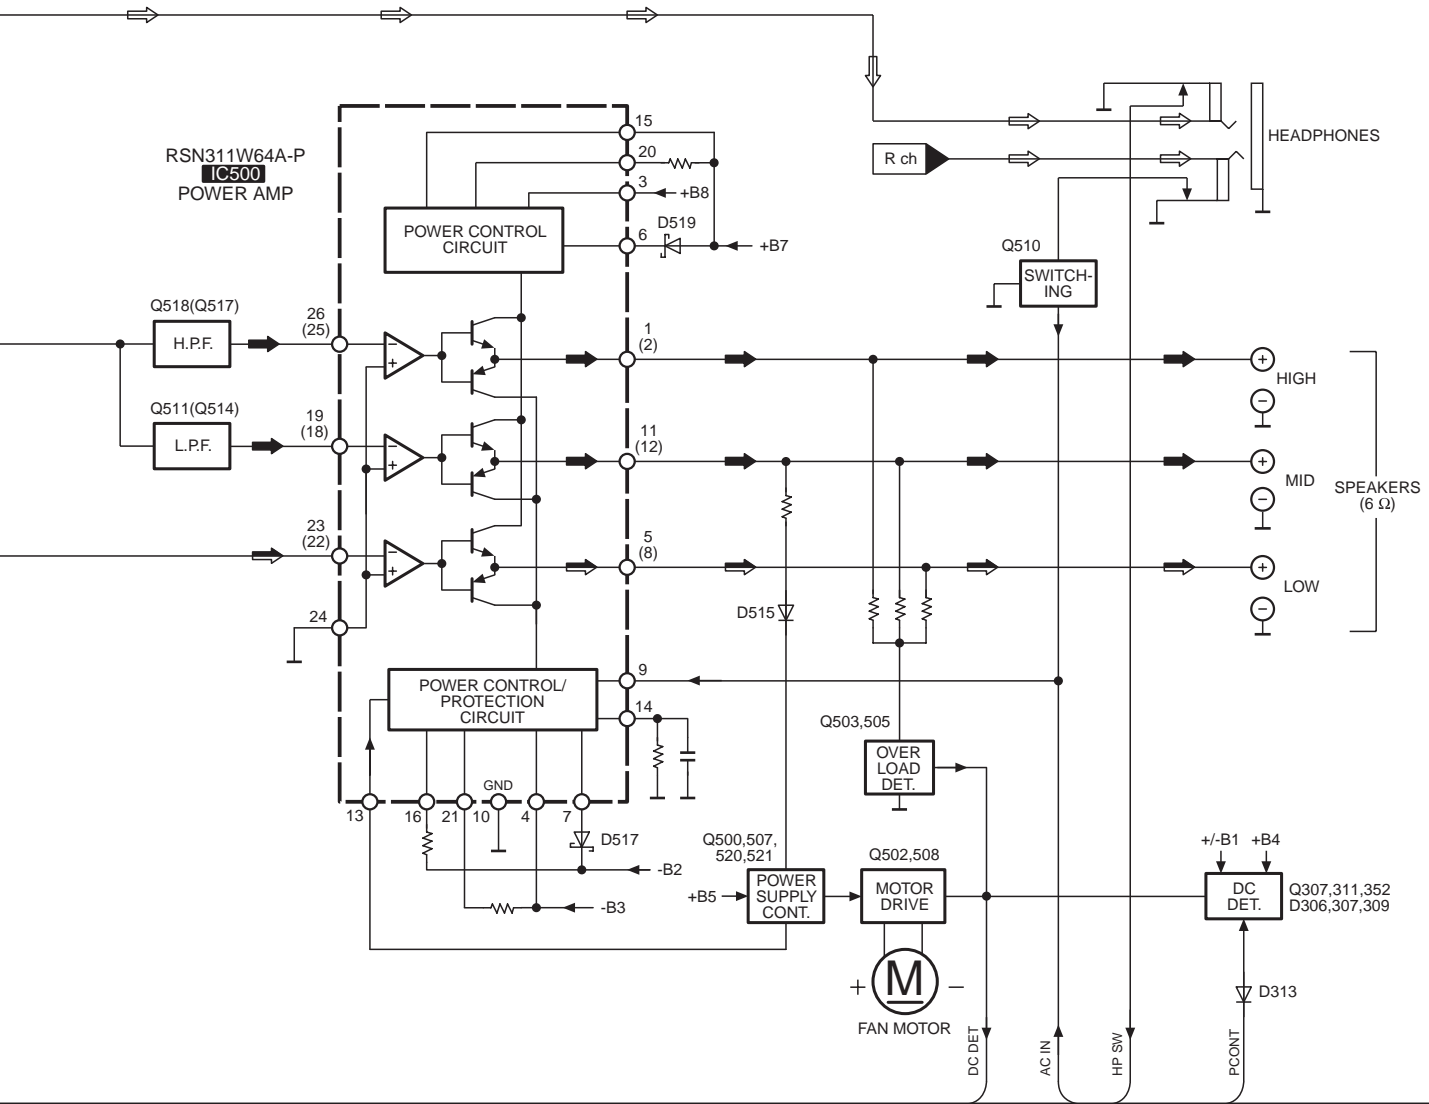 HEADPHONES
R ch
RSN311W64A-P
IC500
POWER AMP
15
20
3
+B8
POWER CONTROL
CIRCUIT
6
D519
+B7
Q510
SWITCH-
ING
Q518(Q517)
H.P.F.
26
(25)
−
+
1
(2)
+
HIGH
−
Q511(Q514)
L.P.F.
19
(18)
−
+
11
(12)
+
MID
−
SPEAKERS
(6 Ω)
23
(22)
−
+
5
(8)
+
LOW
−
24
D515
POWER CONTROL/
PROTECTION
CIRCUIT
9
14
Q503,505
OVER
LOAD
DET.
GND
13
16
21
10
4
7
D517
-B2
-B3
Q500,507,
520,521
+B5
POWER
SUPPLY
CONT.
Q502,508
MOTOR
DRIVE
+/-B1
+B4
DC
DET.
Q307,311,352
D306,307,309
+
M
−
FAN MOTOR
D313
DC DET
AC IN
HP SW
PCONT